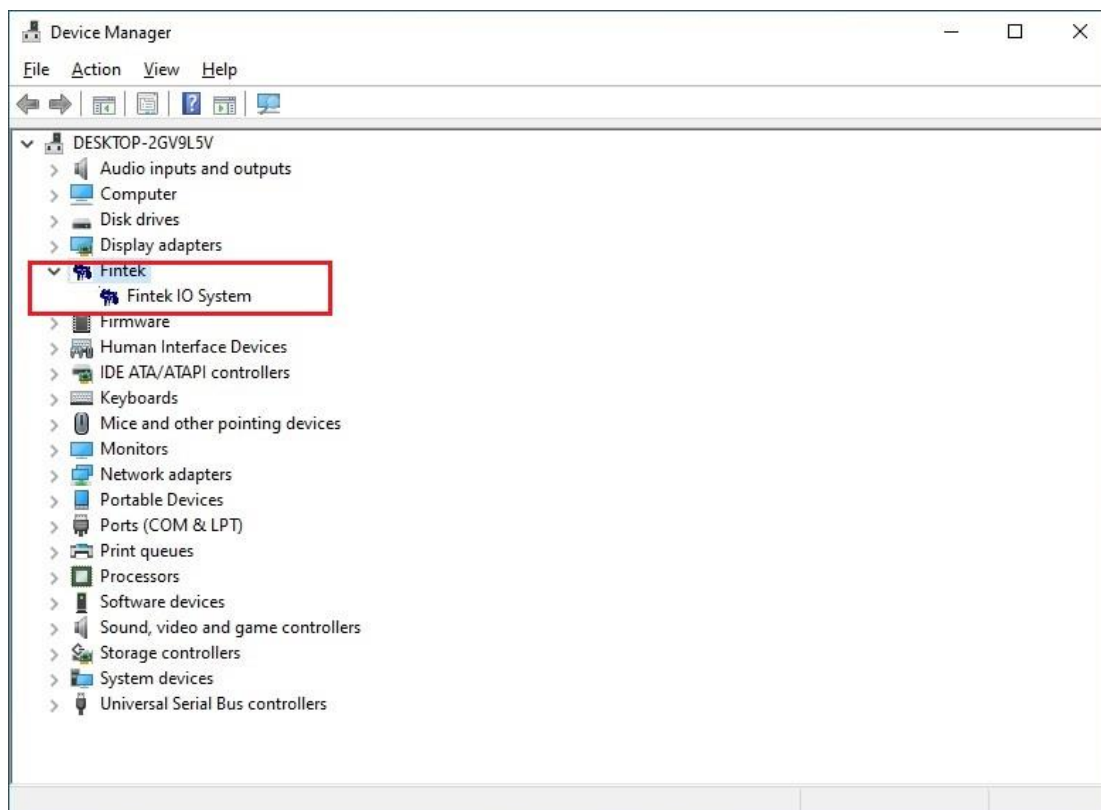 Device Manager
File Action View Help
DESKTOP-2GV9L5V
Audio inputs and outputs
Computer
Disk drives
Display adapters
Fintek
Fintek IO System
Firmware
Human Interface Devices
IDE ATA/ATAPI controllers
Keyboards
Mice and other pointing devices
Monitors
Network adapters
Portable Devices
Ports (COM & LPT)
Print queues
Processors
Software devices
Sound, video and game controllers
Storage controllers
System devices
Universal Serial Bus controllers